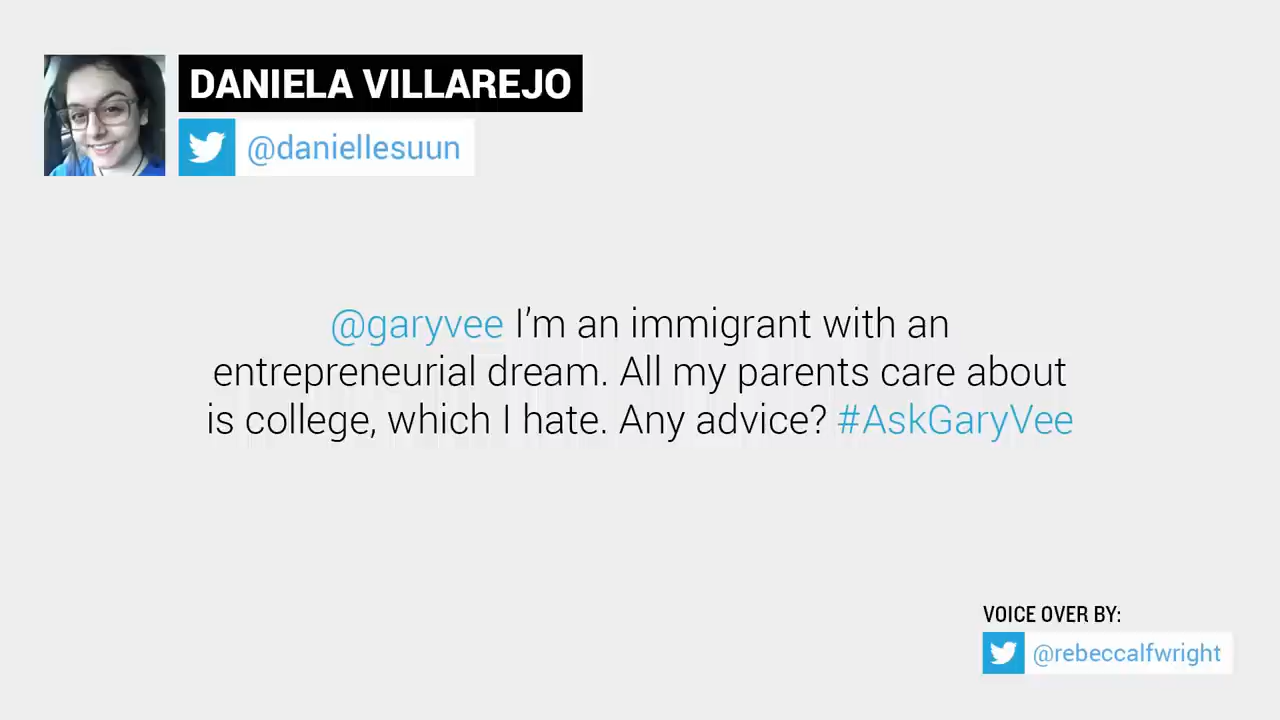 DANIELA VILLAREJO
@daniellesuun
@garyvee I’m an immigrant with an
entrepreneurial dream. All my parents care about
is college, which I hate. Any advice? #AskGaryVee
VOICE OVER BY:
@rebeccalfwright